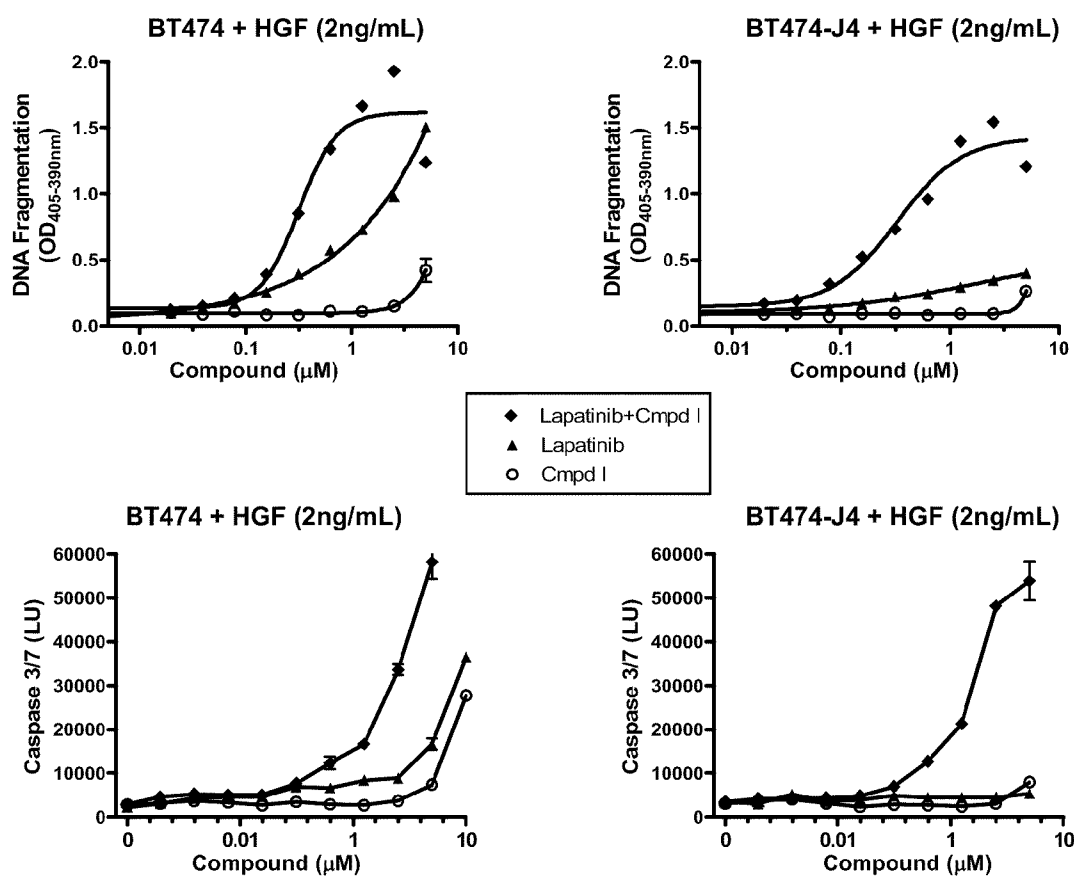 BT474 + HGF (2ng/mL)
DNA Fragmentation
(OD405-390nm)
2.0
1.5
1.0
0.5
0.0
0.01
0.1
1
10
Compound (μM)
BT474-J4 + HGF (2ng/mL)
DNA Fragmentation
(OD405-390nm)
2.0
1.5
1.0
0.5
0.0
0.01
0.1
1
10
Compound (μM)
Lapatinib+Cmpd I
Lapatinib
Cmpd I
BT474 + HGF (2ng/mL)
Caspase 3/7 (LU)
60000
50000
40000
30000
20000
10000
0
0
0.01
1
10
Compound (μM)
BT474-J4 + HGF (2ng/mL)
Caspase 3/7 (LU)
60000
50000
40000
30000
20000
10000
0
0
0.01
1
10
Compound (μM)